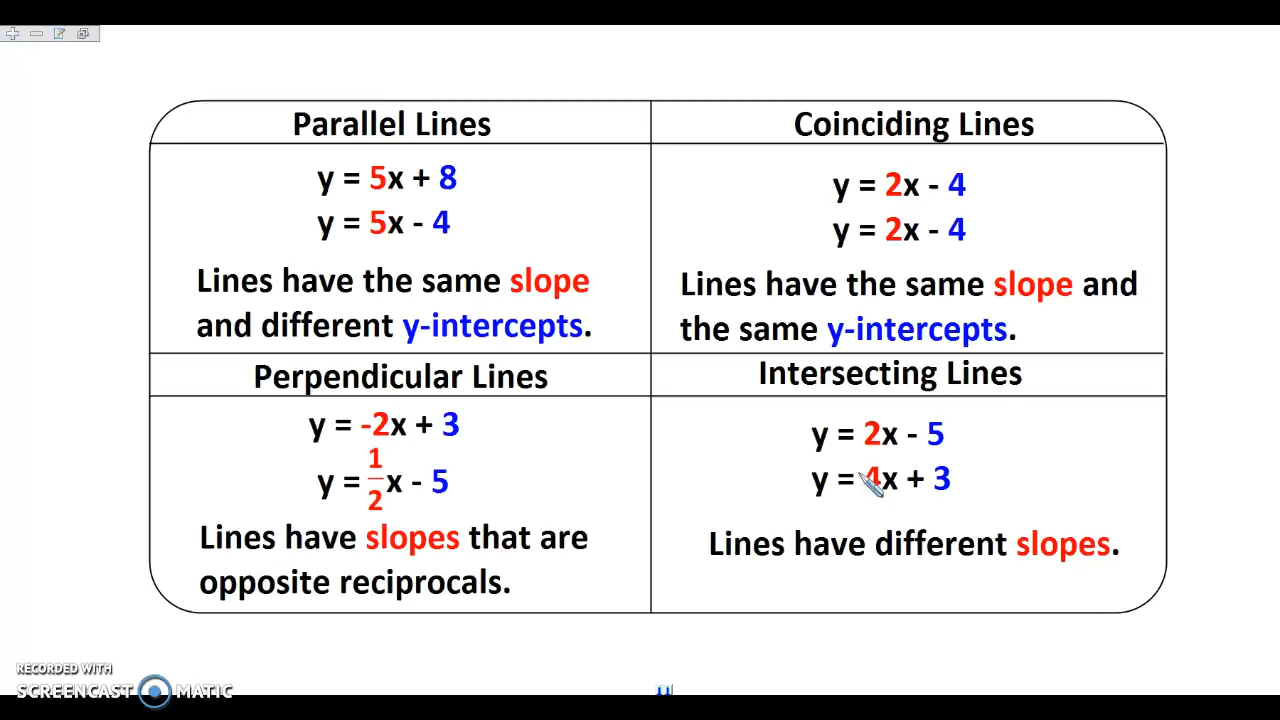 Parallel Lines
y = 5x + 8
y = 5x - 4
Lines have the same slope
and different y-intercepts.
Coinciding Lines
y = 2x - 4
y = 2x - 4
Lines have the same slope and
the same y-intercepts.
Perpendicular Lines
y = -2x + 3
y = 1/2x - 5
Lines have slopes that are
opposite reciprocals.
Intersecting Lines
y = 2x - 5
y = 4x + 3
Lines have different slopes.
RECORDED WITH
SCREENCAST MATIC